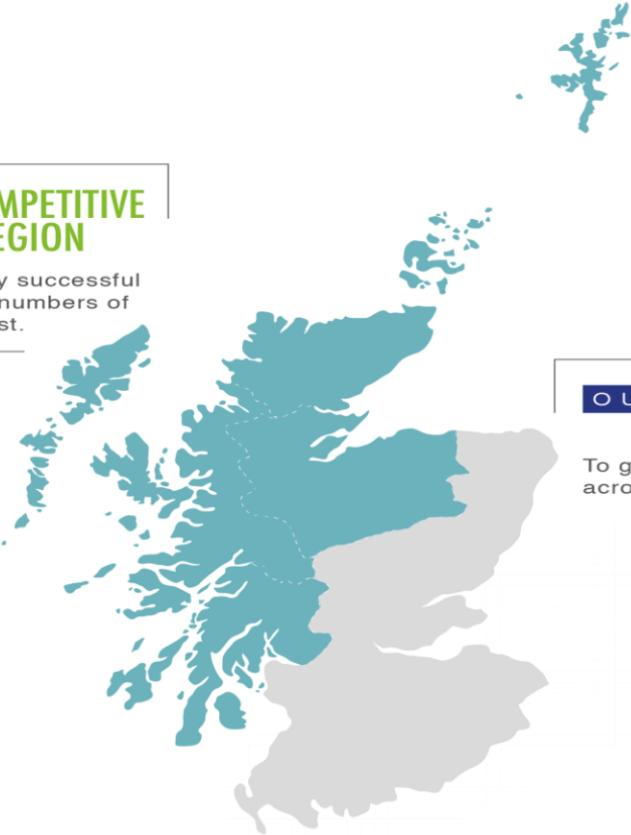 MPETITIVE
EGION
y successful
numbers of
st.
O U
To g
acro